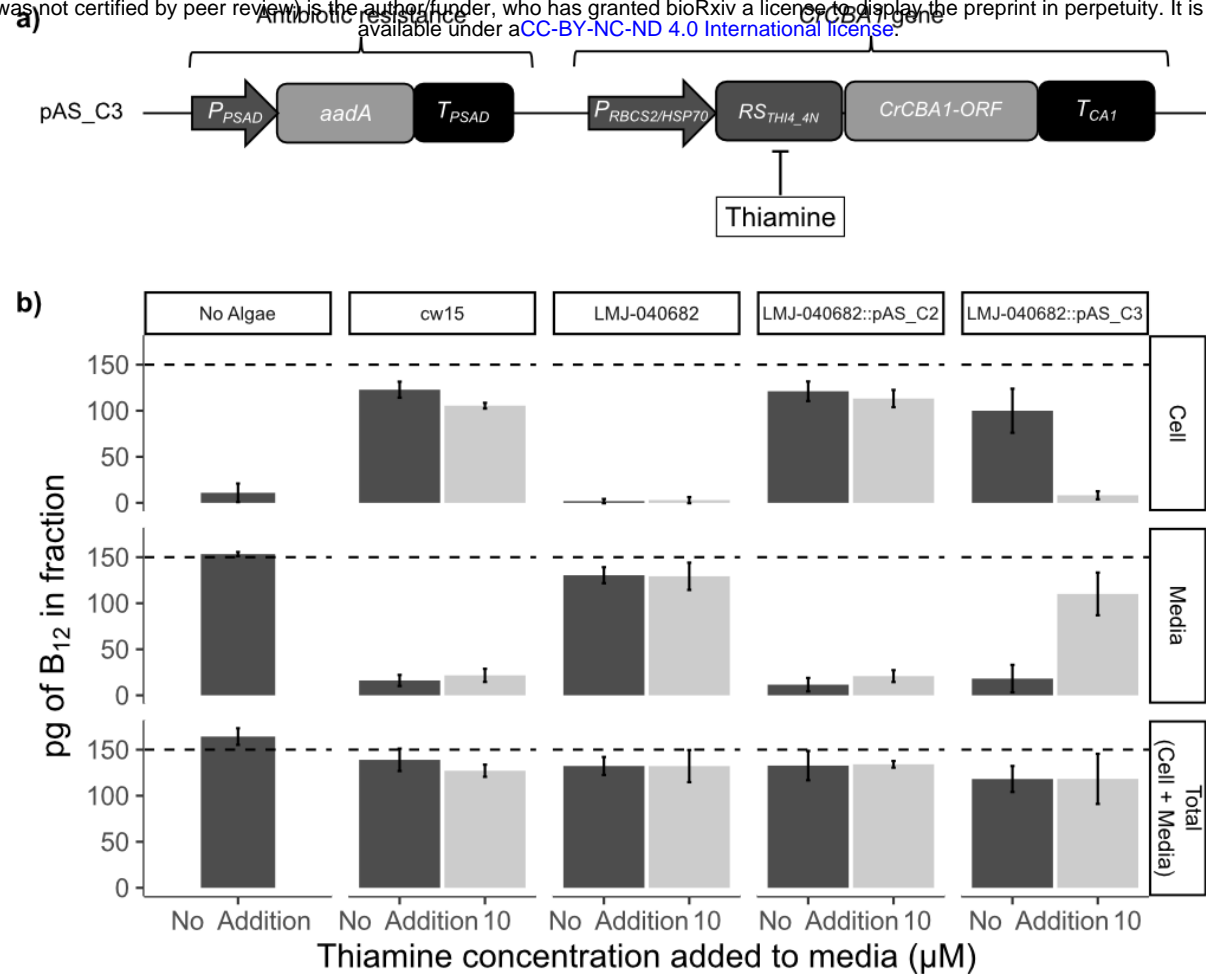 was not certified by peer review) is the author/funder, who has granted bioRxiv a license to display the preprint in perpetuity. It is
available under aCC-BY-NC-ND 4.0 International license.
a)
Antibiotic resistance
CrCBA1 gene
pAS_C3
P_PSAD
aadA
T_PSAD
P_RBCS2/HSP70
RS_THI4_4N
CrCBA1-ORF
T_CA1
Thiamine
b)
No Algae
cw15
LMJ-040682
LMJ-040682::pAS_C2
LMJ-040682::pAS_C3
pg of B12 in fraction
150
100
50
0
Cell
150
100
50
0
Media
150
100
50
0
Total
(Cell + Media)
No Addition
No Addition 10
No Addition 10
No Addition 10
No Addition 10
Thiamine concentration added to media (µM)